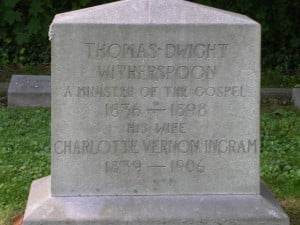 THOMAS·DWIGHT
WITHERSPOON
A MINISTER OF THE GOSPEL
1836 — 1898
HIS WIFE
CHARLOTTE VERNON INGRAM
1839 — 1906